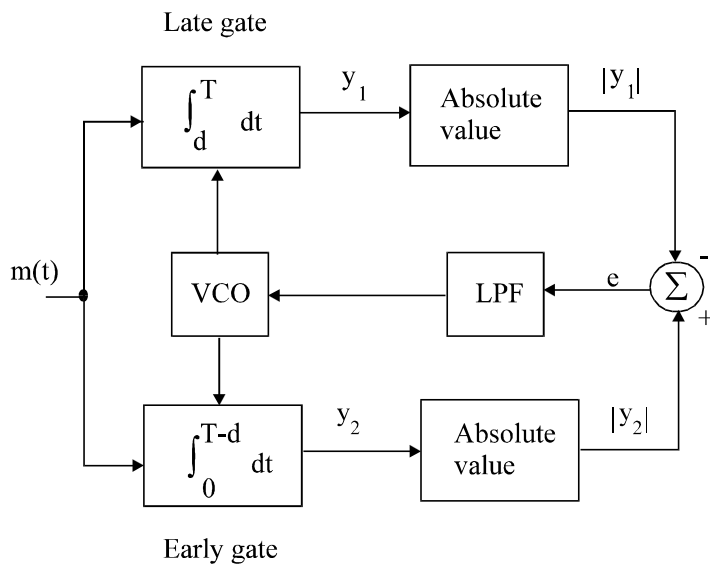 Late gate
∫_d^T dt
y₁
Absolute
value
|y₁|
m(t)
VCO
LPF
e
Σ
-
+
∫_0^{T-d} dt
y₂
Absolute
value
|y₂|
Early gate